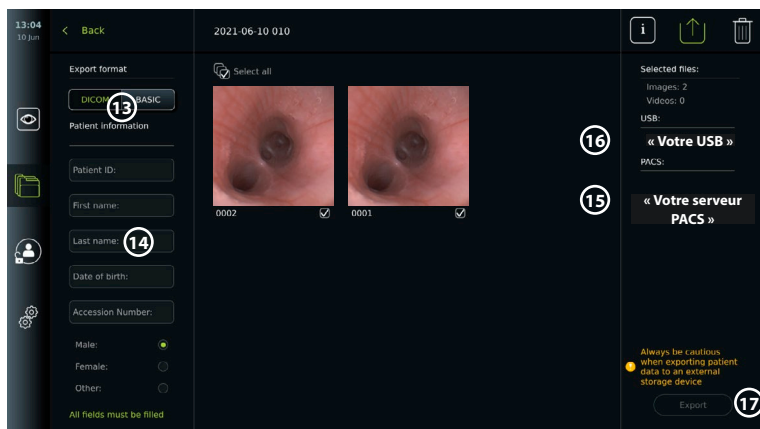 13:04
10 Jun
Back
2021-06-10 010
i
Export format
DICOM
13
BASIC
Patient information
Patient ID:
First name:
Last name:
14
Date of birth:
Accession Number:
Male:
Female:
Other:
All fields must be filled
Select all
0002
0001
Selected files:
Images: 2
Videos: 0
USB:
16
« Votre USB »
PACS:
15
« Votre serveur
PACS »
Always be cautious
when exporting patient
data to an external
storage device
Export
17